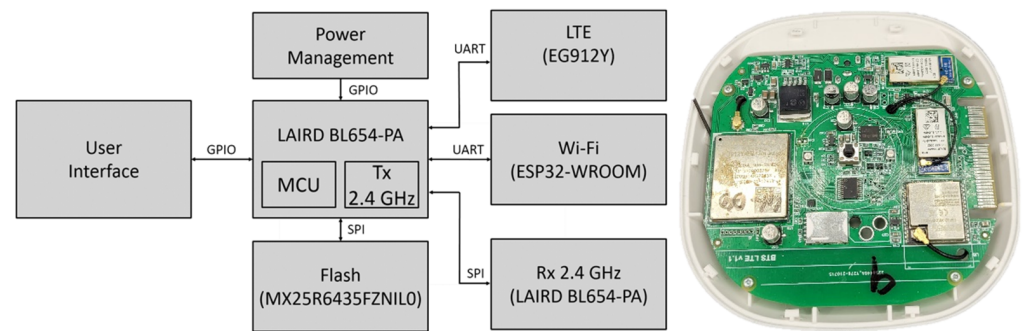 Power
Management
LTE
(EG912Y)
UART
GPIO
User
Interface
GPIO
LAIRD BL654-PA
MCU
Tx
2.4 GHz
UART
Wi-Fi
(ESP32-WROOM)
SPI
SPI
Flash
(MX25R6435FZNIL0)
Rx 2.4 GHz
(LAIRD BL654-PA)
BTS LTE v1.1